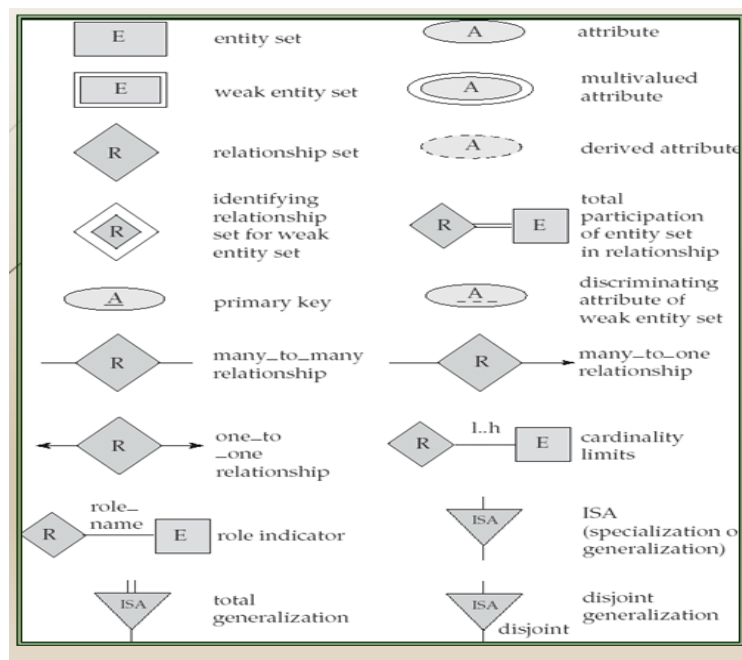 E
entity set
A
attribute
E
weak entity set
A
multivalued
attribute
R
relationship set
A
derived attribute
R
identifying
relationship
set for weak
entity set
R
E
total
participation
of entity set
in relationship
A
primary key
A
discriminating
attribute of
weak entity set
R
many_to_many
relationship
R
many_to_one
relationship
R
one_to
_one
relationship
R
l..h
E
cardinality
limits
R
role_
name
E
role indicator
ISA
ISA
(specialization o
generalization)
ISA
total
generalization
ISA
disjoint
disjoint
generalization